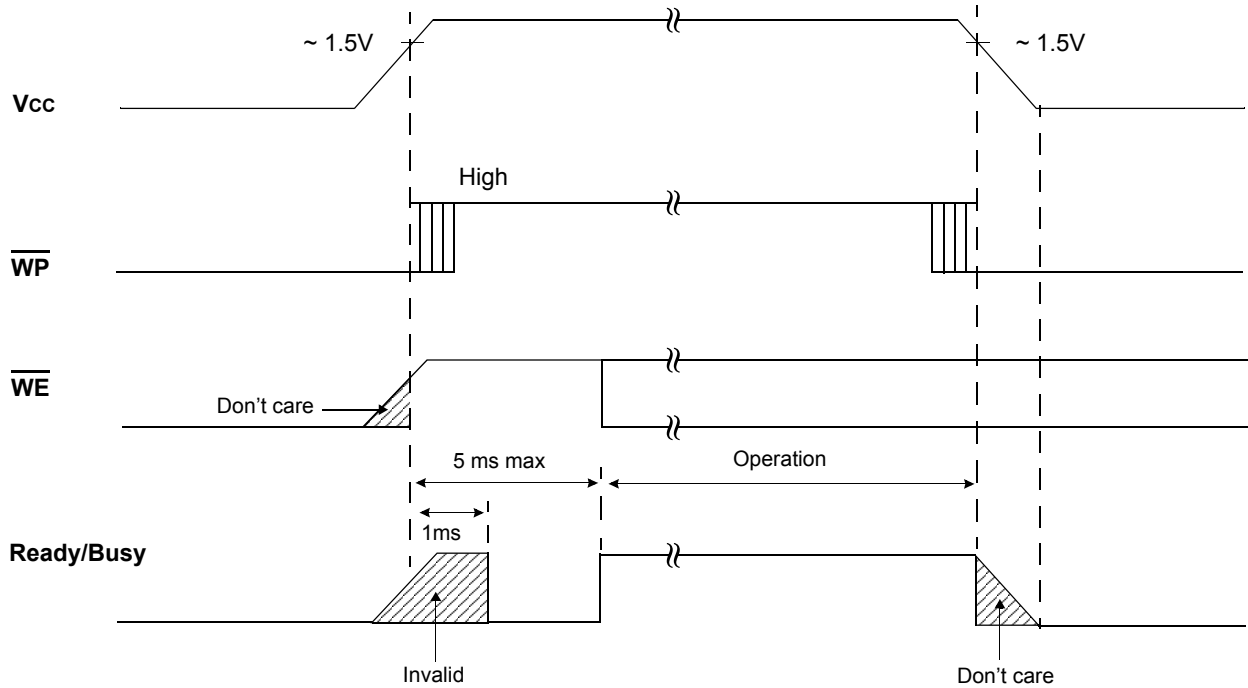 ~ 1.5V
~ 1.5V
Vcc
High
WP
WE
Don't care
5 ms max
Operation
1ms
Ready/Busy
Invalid
Don't care